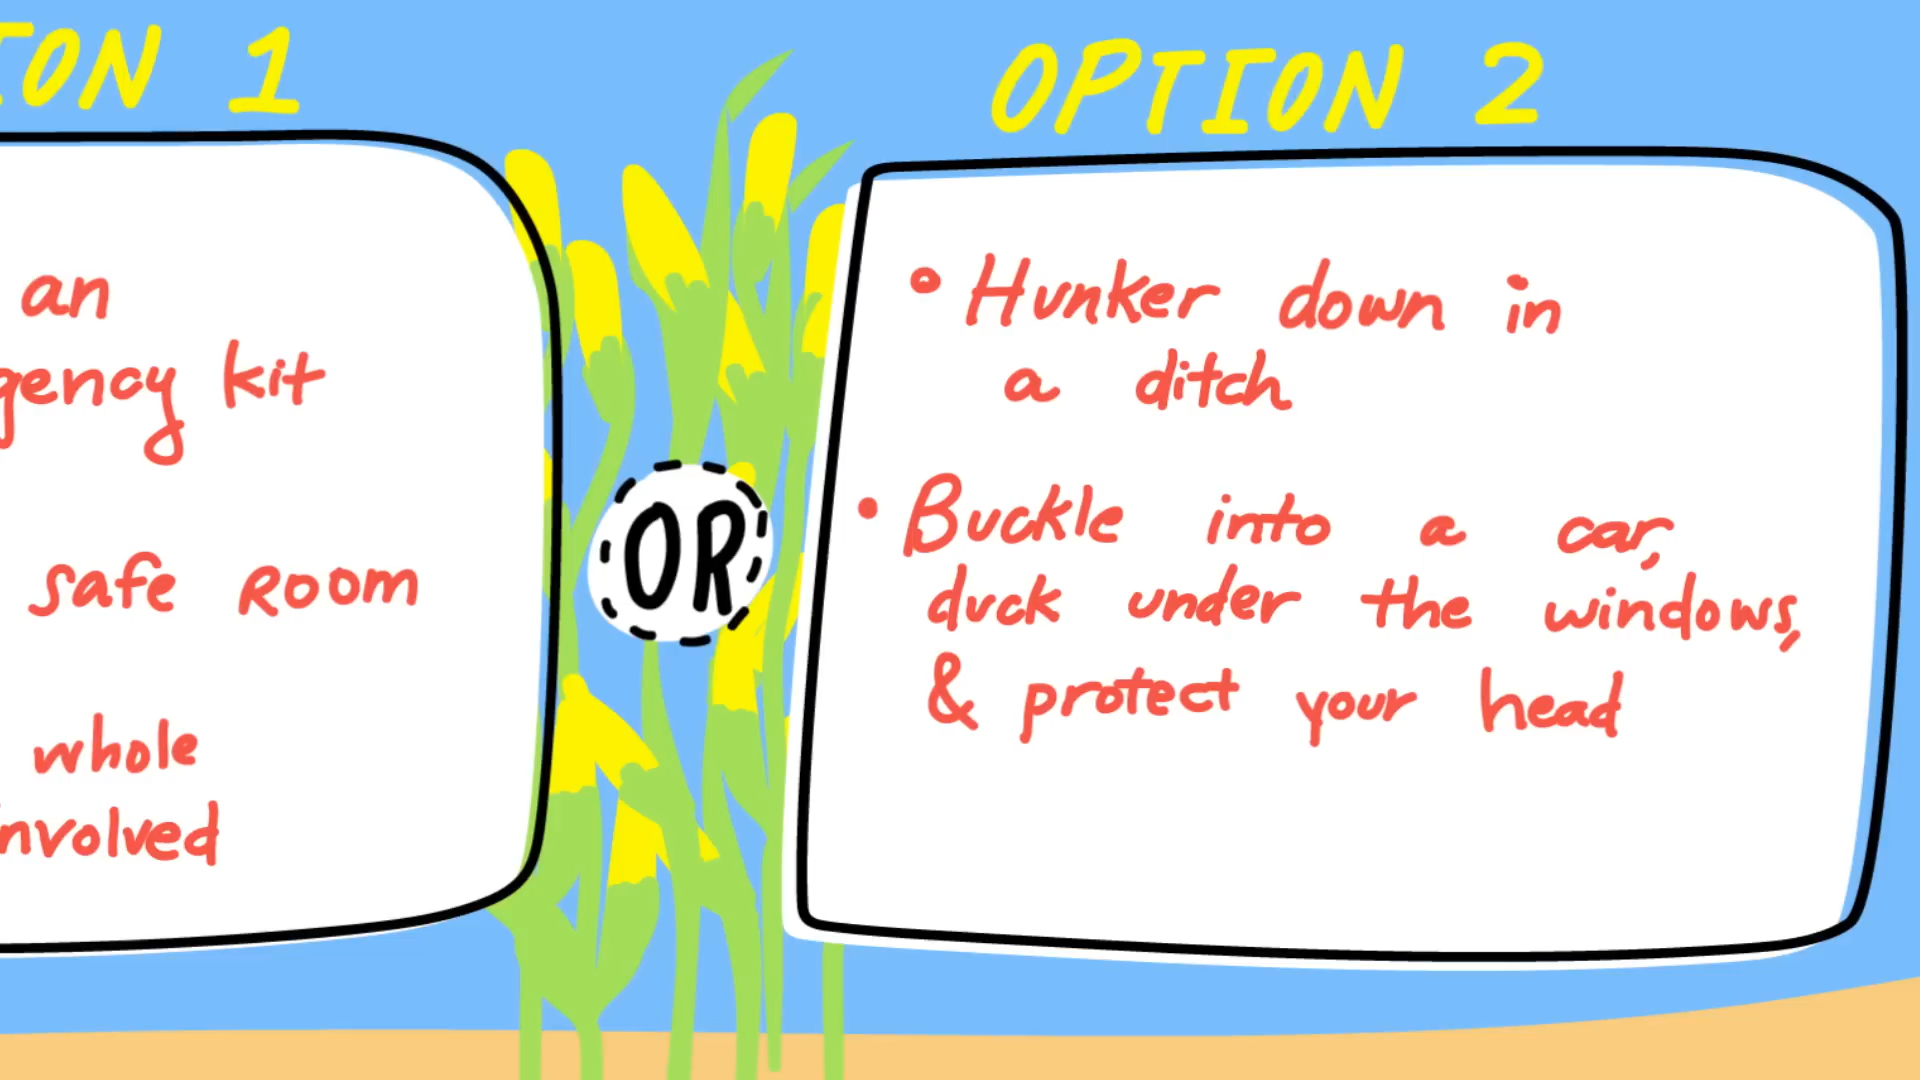 ION 1
an
gency kit
safe Room
whole
nvolved
OR
OPTION 2
• Hunker down in
a ditch
• Buckle into a car,
duck under the windows,
& protect your head